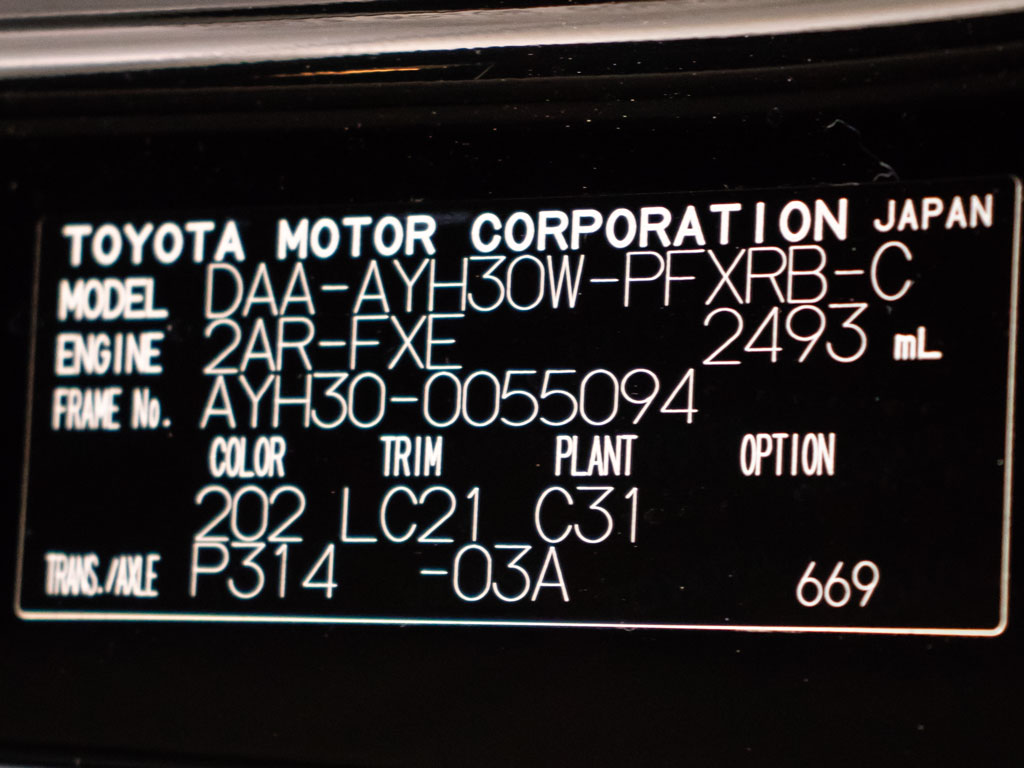 TOYOTA MOTOR CORPORATION JAPAN
MODEL DAA-AYH30W-PFXRB-C
ENGINE 2AR-FXE 2493 mL
FRAME No. AYH30-0055094
COLOR TRIM PLANT OPTION
202 LC21 C31
TRANS./AXLE P314 -03A 669